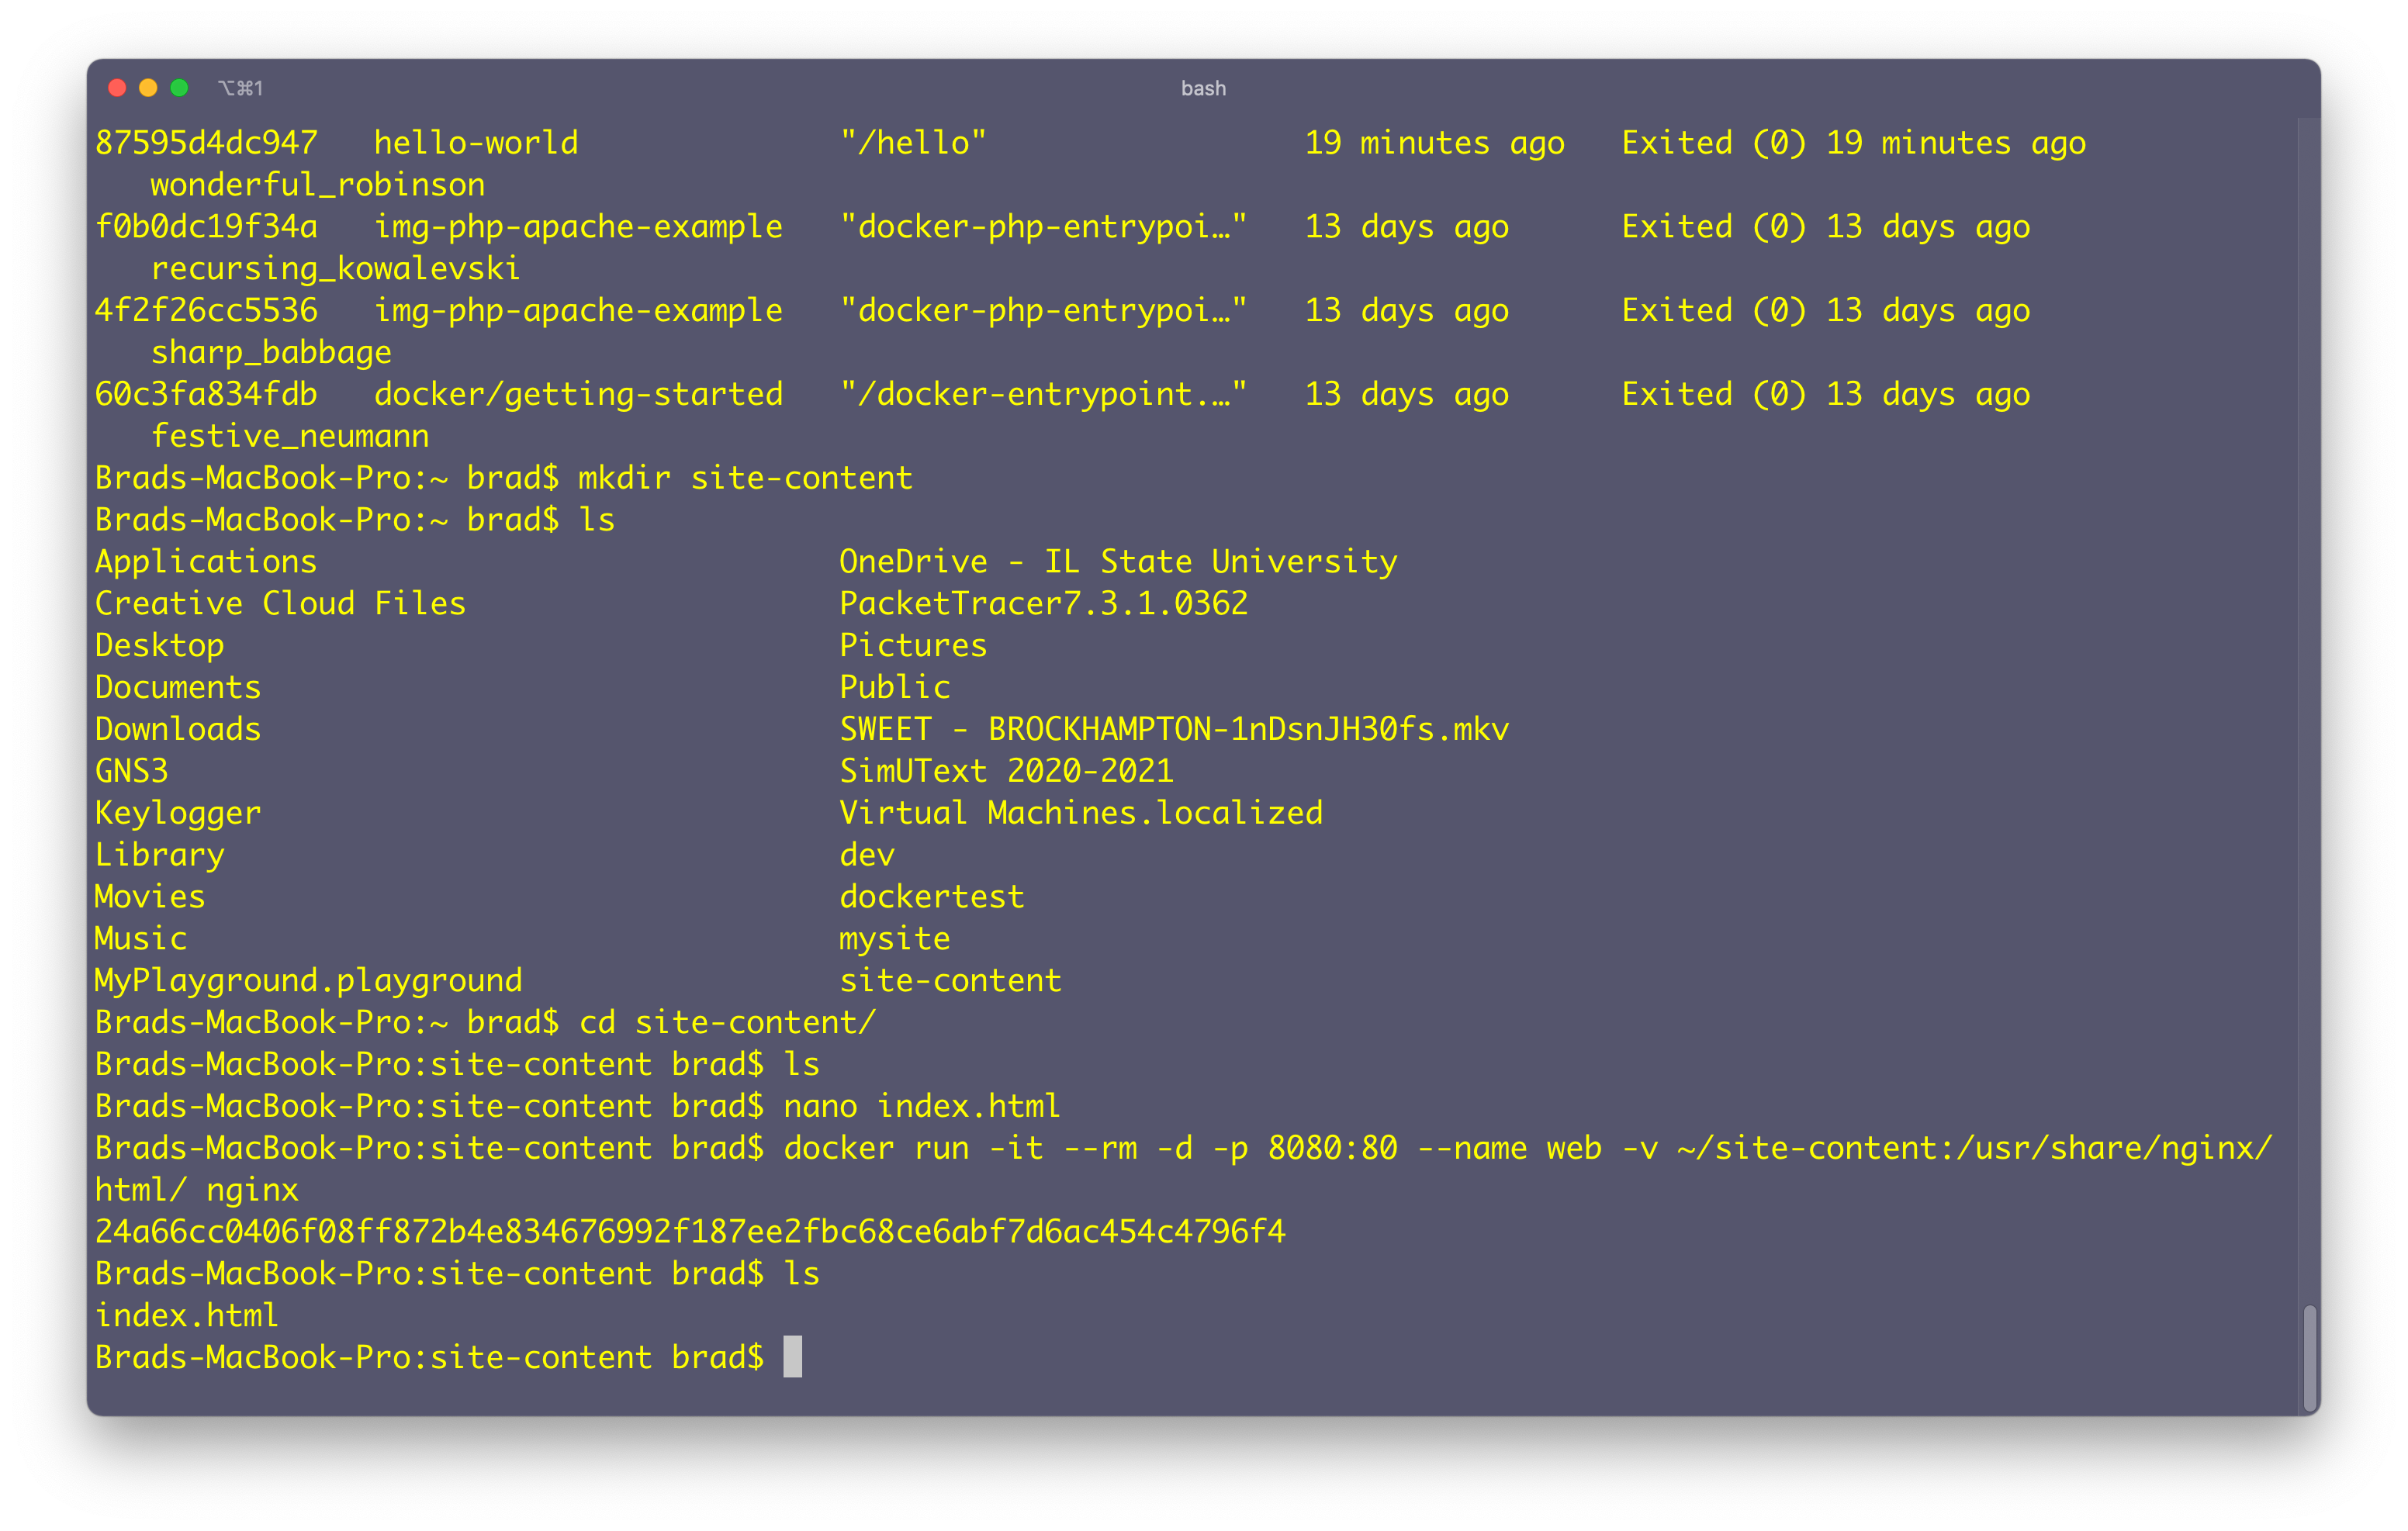 ⌥⌘1 bash
87595d4dc947 hello-world "/hello" 19 minutes ago Exited (0) 19 minutes ago
wonderful_robinson
f0b0dc19f34a img-php-apache-example "docker-php-entrypoi…" 13 days ago Exited (0) 13 days ago
recursing_kowalevski
4f2f26cc5536 img-php-apache-example "docker-php-entrypoi…" 13 days ago Exited (0) 13 days ago
sharp_babbage
60c3fa834fdb docker/getting-started "/docker-entrypoint.…" 13 days ago Exited (0) 13 days ago
festive_neumann
Brads-MacBook-Pro:~ brad$ mkdir site-content
Brads-MacBook-Pro:~ brad$ ls
Applications OneDrive - IL State University
Creative Cloud Files PacketTracer7.3.1.0362
Desktop Pictures
Documents Public
Downloads SWEET - BROCKHAMPTON-1nDsnJH30fs.mkv
GNS3 SimUText 2020-2021
Keylogger Virtual Machines.localized
Library dev
Movies dockertest
Music mysite
MyPlayground.playground site-content
Brads-MacBook-Pro:~ brad$ cd site-content/
Brads-MacBook-Pro:site-content brad$ ls
Brads-MacBook-Pro:site-content brad$ nano index.html
Brads-MacBook-Pro:site-content brad$ docker run -it --rm -d -p 8080:80 --name web -v ~/site-content:/usr/share/nginx/
html/ nginx
24a66cc0406f08ff872b4e834676992f187ee2fbc68ce6abf7d6ac454c4796f4
Brads-MacBook-Pro:site-content brad$ ls
index.html
Brads-MacBook-Pro:site-content brad$